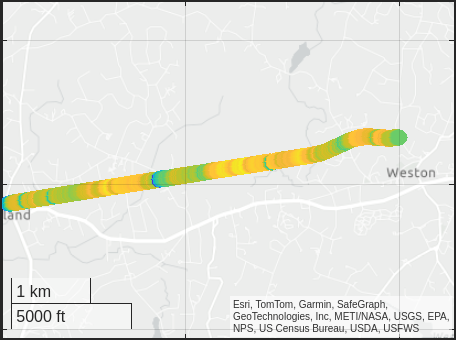 Weston
land
1 km
5000 ft
Esri, TomTom, Garmin, SafeGraph,
GeoTechnologies, Inc, METI/NASA, USGS, EPA,
NPS, US Census Bureau, USDA, USFWS